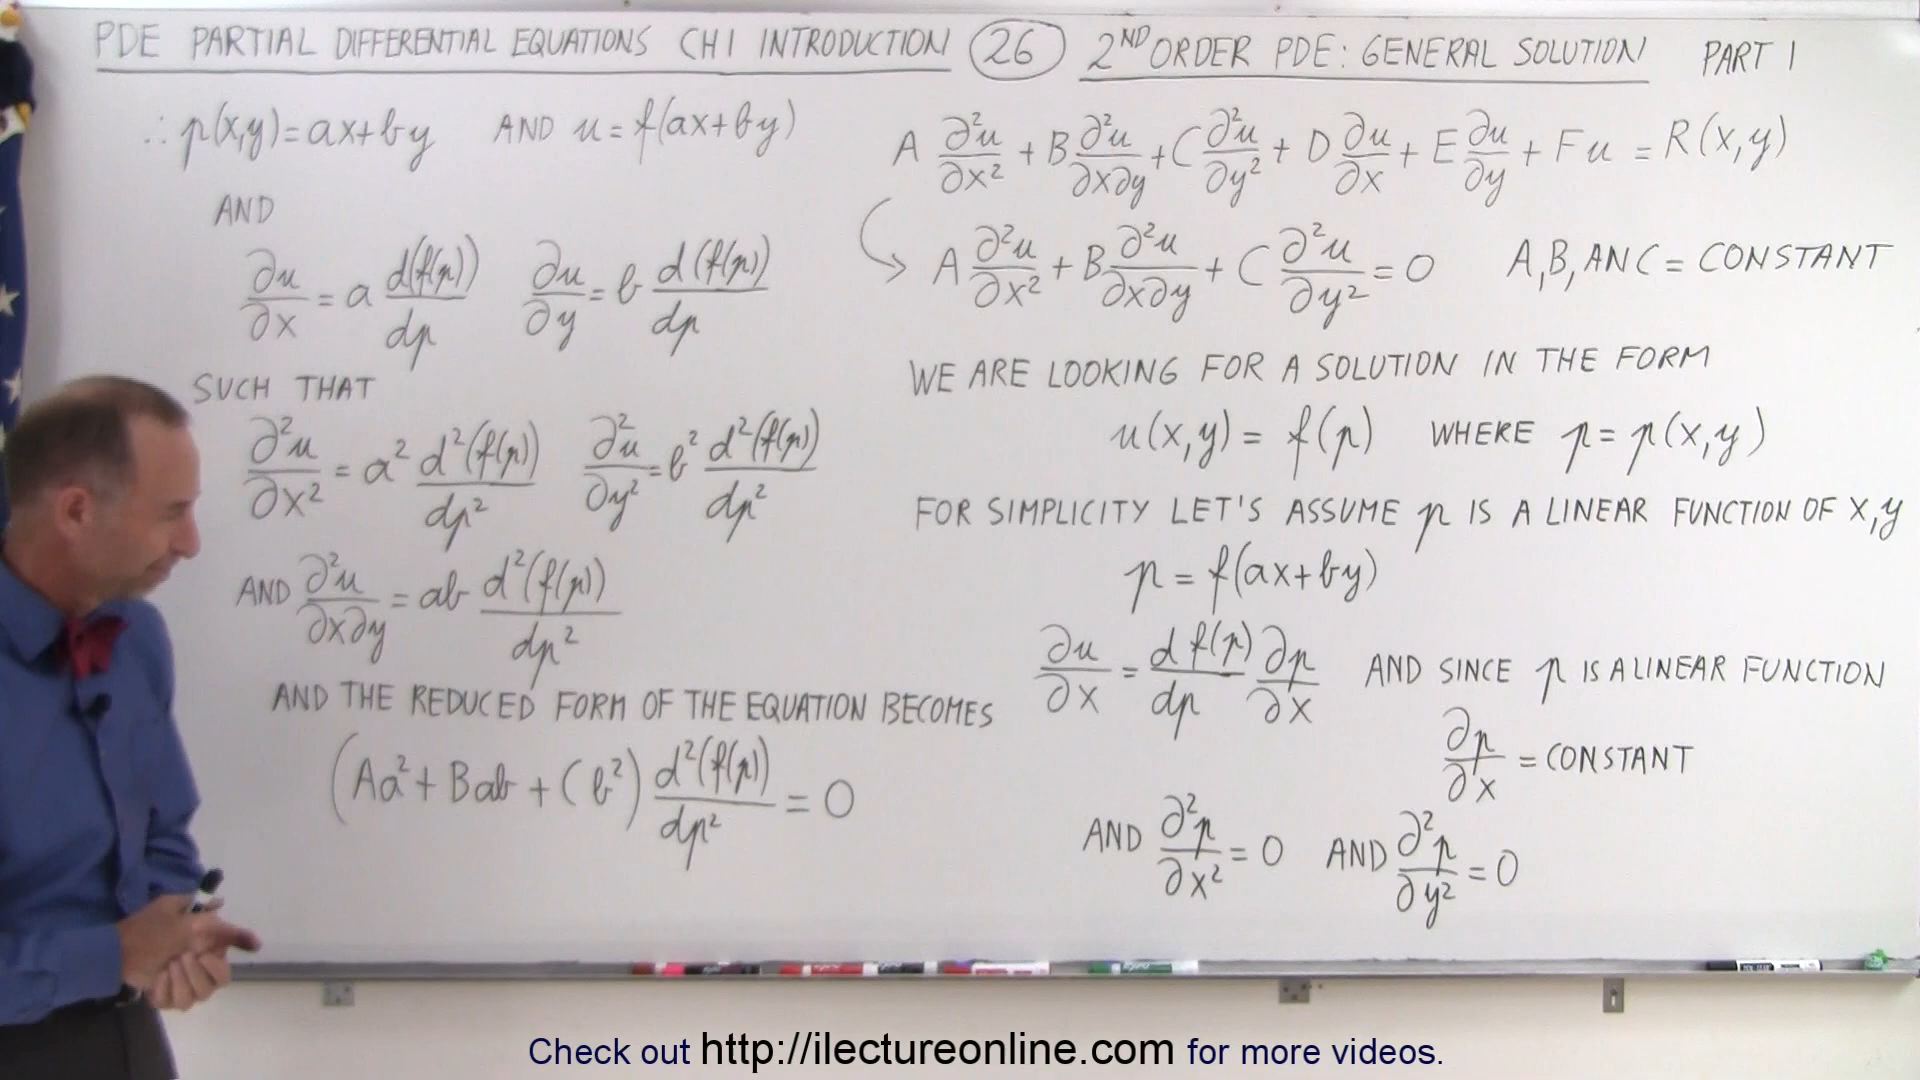 PDE PARTIAL DIFFERENTIAL EQUATIONS CH 1 INTRODUCTION (26) 2ND ORDER PDE: GENERAL SOLUTION PART 1
∴ p(x,y)=ax+by AND u=f(ax+by)
AND
∂u/∂x = a d(f(p))/dp ∂u/∂y = b d(f(p))/dp
SUCH THAT
∂²u/∂x² = a² d²(f(p))/dp² ∂²u/∂y² = b² d²(f(p))/dp²
AND ∂²u/∂x∂y = ab d²(f(p))/dp²
AND THE REDUCED FORM OF THE EQUATION BECOMES
(Aa² + Bab + Cb²) d²(f(p))/dp² = 0
A ∂²u/∂x² + B ∂²u/∂x∂y + C ∂²u/∂y² + D ∂u/∂x + E ∂u/∂y + Fu = R(x,y)
A ∂²u/∂x² + B ∂²u/∂x∂y + C ∂²u/∂y² = 0 A,B,ANC = CONSTANT
WE ARE LOOKING FOR A SOLUTION IN THE FORM
u(x,y) = f(p) WHERE p = p(x,y)
FOR SIMPLICITY LET'S ASSUME p IS A LINEAR FUNCTION OF X,y
p = f(ax+by)
∂u/∂x = d f(p)/dp ∂p/∂x AND SINCE p IS A LINEAR FUNCTION
∂p/∂x = CONSTANT
AND ∂²p/∂x² = 0 AND ∂²p/∂y² = 0
Check out http://ilectureonline.com for more videos.